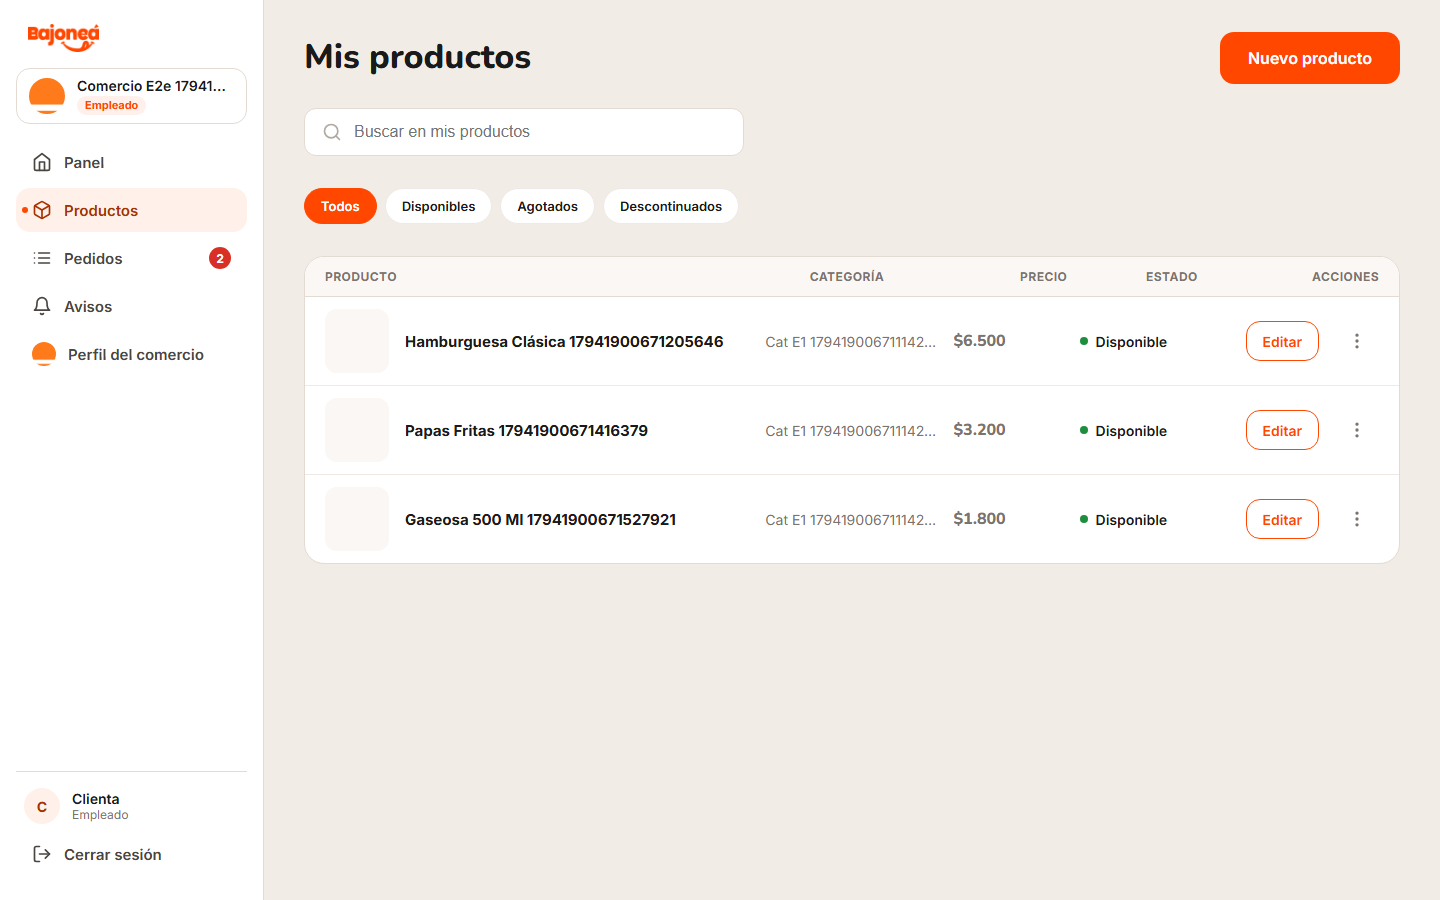 Bajoneá
Comercio E2e 17941...
Empleado
Panel
Productos
Pedidos 2
Avisos
Perfil del comercio
C Clienta
Empleado
Cerrar sesión
Mis productos
Nuevo producto
Buscar en mis productos
Todos Disponibles Agotados Descontinuados
PRODUCTO CATEGORÍA PRECIO ESTADO ACCIONES
Hamburguesa Clásica 17941900671205646 Cat E1 179419006711142... $6.500 Disponible Editar
Papas Fritas 17941900671416379 Cat E1 179419006711142... $3.200 Disponible Editar
Gaseosa 500 Ml 17941900671527921 Cat E1 179419006711142... $1.800 Disponible Editar